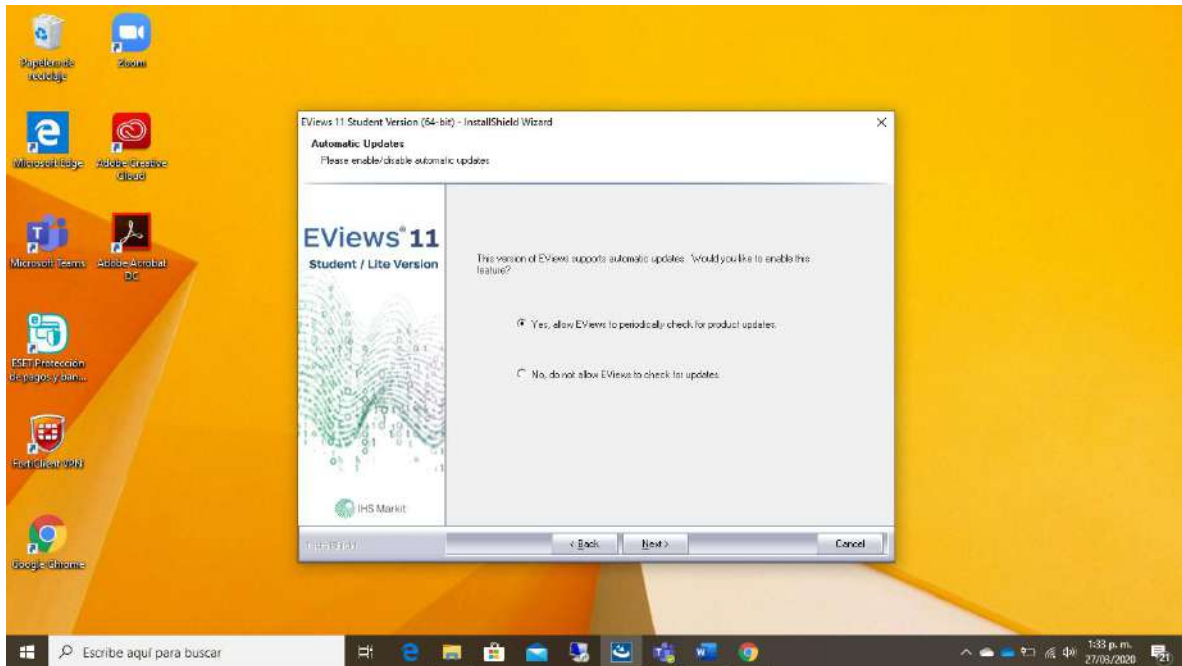 Papelera de
reciclaje
Zoom
Microsoft Edge
Adobe Creative
Cloud
Microsoft Teams
Adobe Acrobat
DC
ESET Protección
de pagos y ban...
FortiClient VPN
Google Chrome
EViews 11 Student Version (64-bit) - InstallShield Wizard
Automatic Updates
Please enable/disable automatic updates
EViews® 11
Student / Lite Version
IHS Markit
This version of EViews supports automatic updates. Would you like to enable this
feature?
Yes, allow EViews to periodically check for product updates.
No, do not allow EViews to check for updates.
InstallShield
< Back
Next >
Cancel
Escribe aquí para buscar
1:33 p. m.
27/03/2020
21